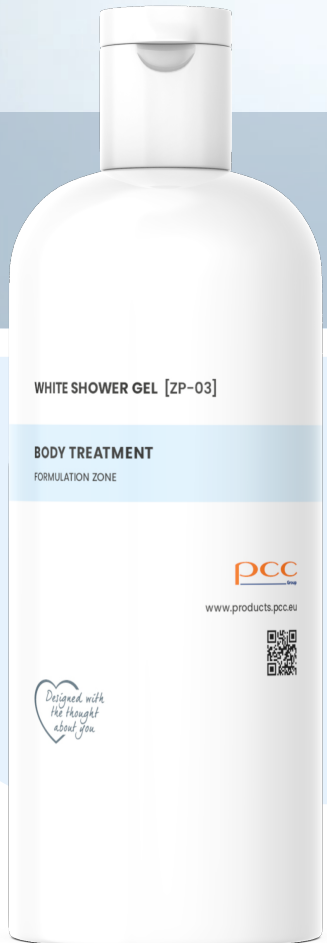 WHITE SHOWER GEL [ZP-03]
BODY TREATMENT
FORMULATION ZONE
pcc
Group
www.products.pcc.eu
Designed with
the thought
about you